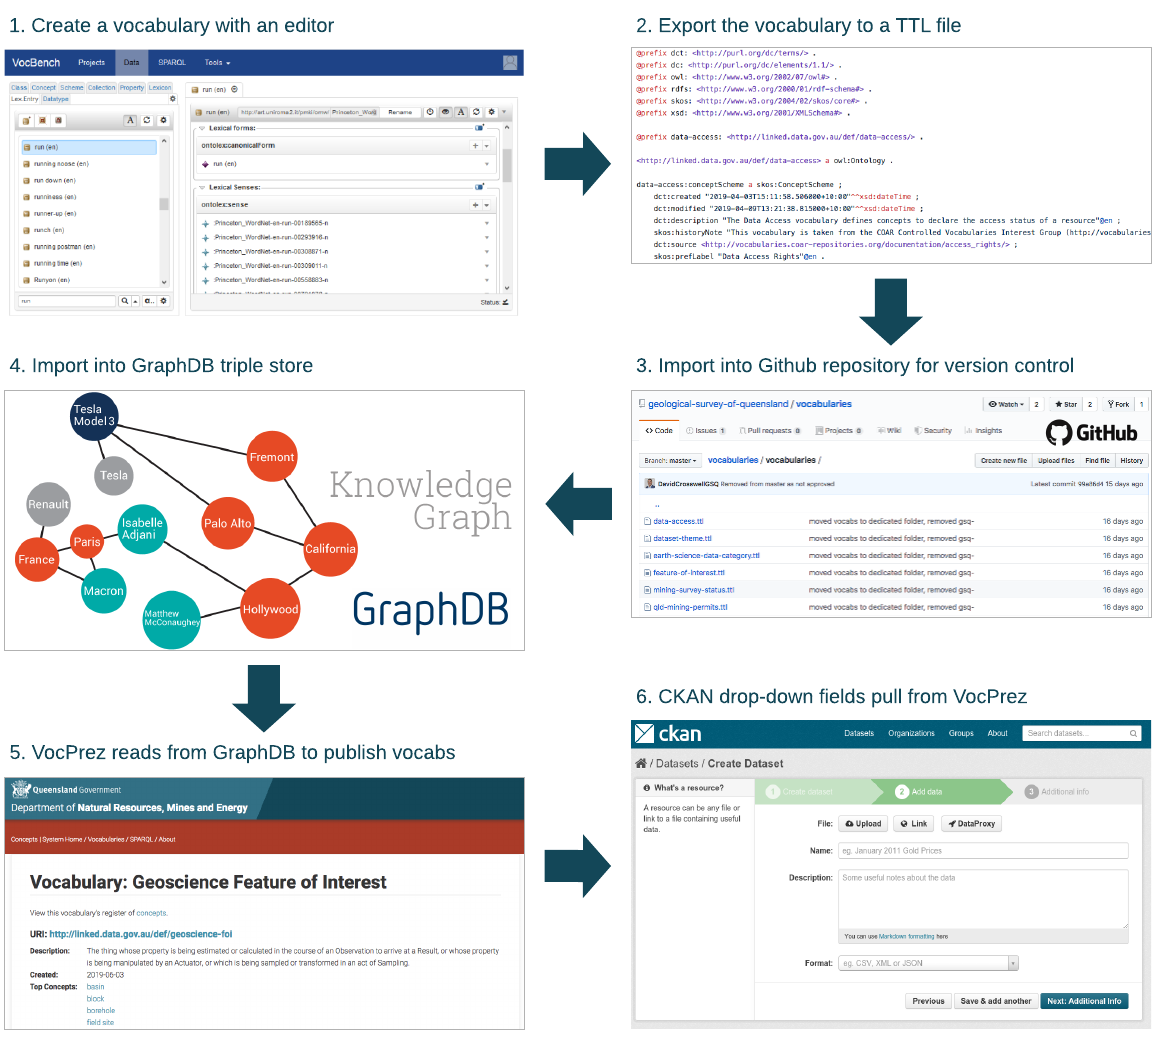 1. Create a vocabulary with an editor
VocBench Projects Data SPARQL Tools
Class Concept Scheme Collection Property Lexicon
Lex.Entry Datatype
A
run (en)
running noose (en)
run down (en)
runniness (en)
runner-up (en)
runch (en)
running postman (en)
running time (en)
Runyon (en)
run
run (en)
run (en) Rename A
Lexical forms:
ontolex:canonicalForm
run (en)
Lexical Senses:
ontolex:sense
:Princeton_WordNet-en-run-00189565-n
:Princeton_WordNet-en-run-00293916-n
:Princeton_WordNet-en-run-00308871-n
:Princeton_WordNet-en-run-00309011-n
:Princeton_WordNet-en-run-00558883-n
Status:
2. Export the vocabulary to a TTL file
@prefix dct: <http://purl.org/dc/terms/> .
@prefix dc: <http://purl.org/dc/elements/1.1/> .
@prefix owl: <http://www.w3.org/2002/07/owl#> .
@prefix rdfs: <http://www.w3.org/2000/01/rdf-schema#> .
@prefix skos: <http://www.w3.org/2004/02/skos/core#> .
@prefix xsd: <http://www.w3.org/2001/XMLSchema#> .
@prefix data-access: <http://linked.data.gov.au/def/data-access/> .
<http://linked.data.gov.au/def/data-access> a owl:Ontology .
data-access:conceptScheme a skos:ConceptScheme ;
dct:created "2019-04-03T15:11:58.506000+10:00"^^xsd:dateTime ;
dct:modified "2019-04-09T13:21:38.815000+10:00"^^xsd:dateTime ;
dct:description "The Data Access vocabulary defines concepts to declare the access status of a resource"@en ;
skos:historyNote "This vocabulary is taken from the COAR Controlled Vocabularies Interest Group (http://vocabularies
dct:source <http://vocabularies.coar-repositories.org/documentation/access_rights/> ;
skos:prefLabel "Data Access Rights"@en .
4. Import into GraphDB triple store
Tesla
Model 3
Fremont
Tesla
Renault
Isabelle
Adjani
Palo Alto
Paris
France
California
Macron
Matthew
McConaughey
Hollywood
Knowledge
Graph
GraphDB
3. Import into Github repository for version control
geological-survey-of-queensland / vocabularies Watch 2 Star 2 Fork 1
Code Issues 1 Pull requests 0 Projects 0 Wiki Security Insights GitHub
Branch: master vocabularies / vocabularies / Create new file Upload files Find file History
DavidCrosswellGSQ Removed from master as not approved Latest commit 99a86d4 15 days ago
..
data-access.ttl moved vocabs to dedicated folder, removed gsq- 16 days ago
dataset-theme.ttl moved vocabs to dedicated folder, removed gsq- 16 days ago
earth-science-data-category.ttl moved vocabs to dedicated folder, removed gsq- 16 days ago
feature-of-interest.ttl moved vocabs to dedicated folder, removed gsq- 16 days ago
mining-survey-status.ttl moved vocabs to dedicated folder, removed gsq- 16 days ago
qld-mining-permits.ttl moved vocabs to dedicated folder, removed gsq- 16 days ago
5. VocPrez reads from GraphDB to publish vocabs
Queensland Government
Department of Natural Resources, Mines and Energy
Concepts | System Home / Vocabularies / SPARQL / About
Vocabulary: Geoscience Feature of Interest
View this vocabulary's register of concepts.
URI: http://linked.data.gov.au/def/geoscience-foi
Description: The thing whose property is being estimated or calculated in the course of an Observation to arrive at a Result, or whose property
is being manipulated by an Actuator, or which is being sampled or transformed in an act of Sampling.
Created: 2019-06-03
Top Concepts: basin
block
borehole
field site
6. CKAN drop-down fields pull from VocPrez
ckan Datasets Organizations Groups About Search datasets...
/ Datasets / Create Dataset
What's a resource?
A resource can be any file or
link to a file containing useful
data.
1 Create dataset 2 Add data 3 Additional info
File: Upload Link DataProxy
Name: eg. January 2011 Gold Prices
Description: Some useful notes about the data
You can use Markdown formatting here
Format: eg. CSV, XML or JSON
Previous Save & add another Next: Additional Info